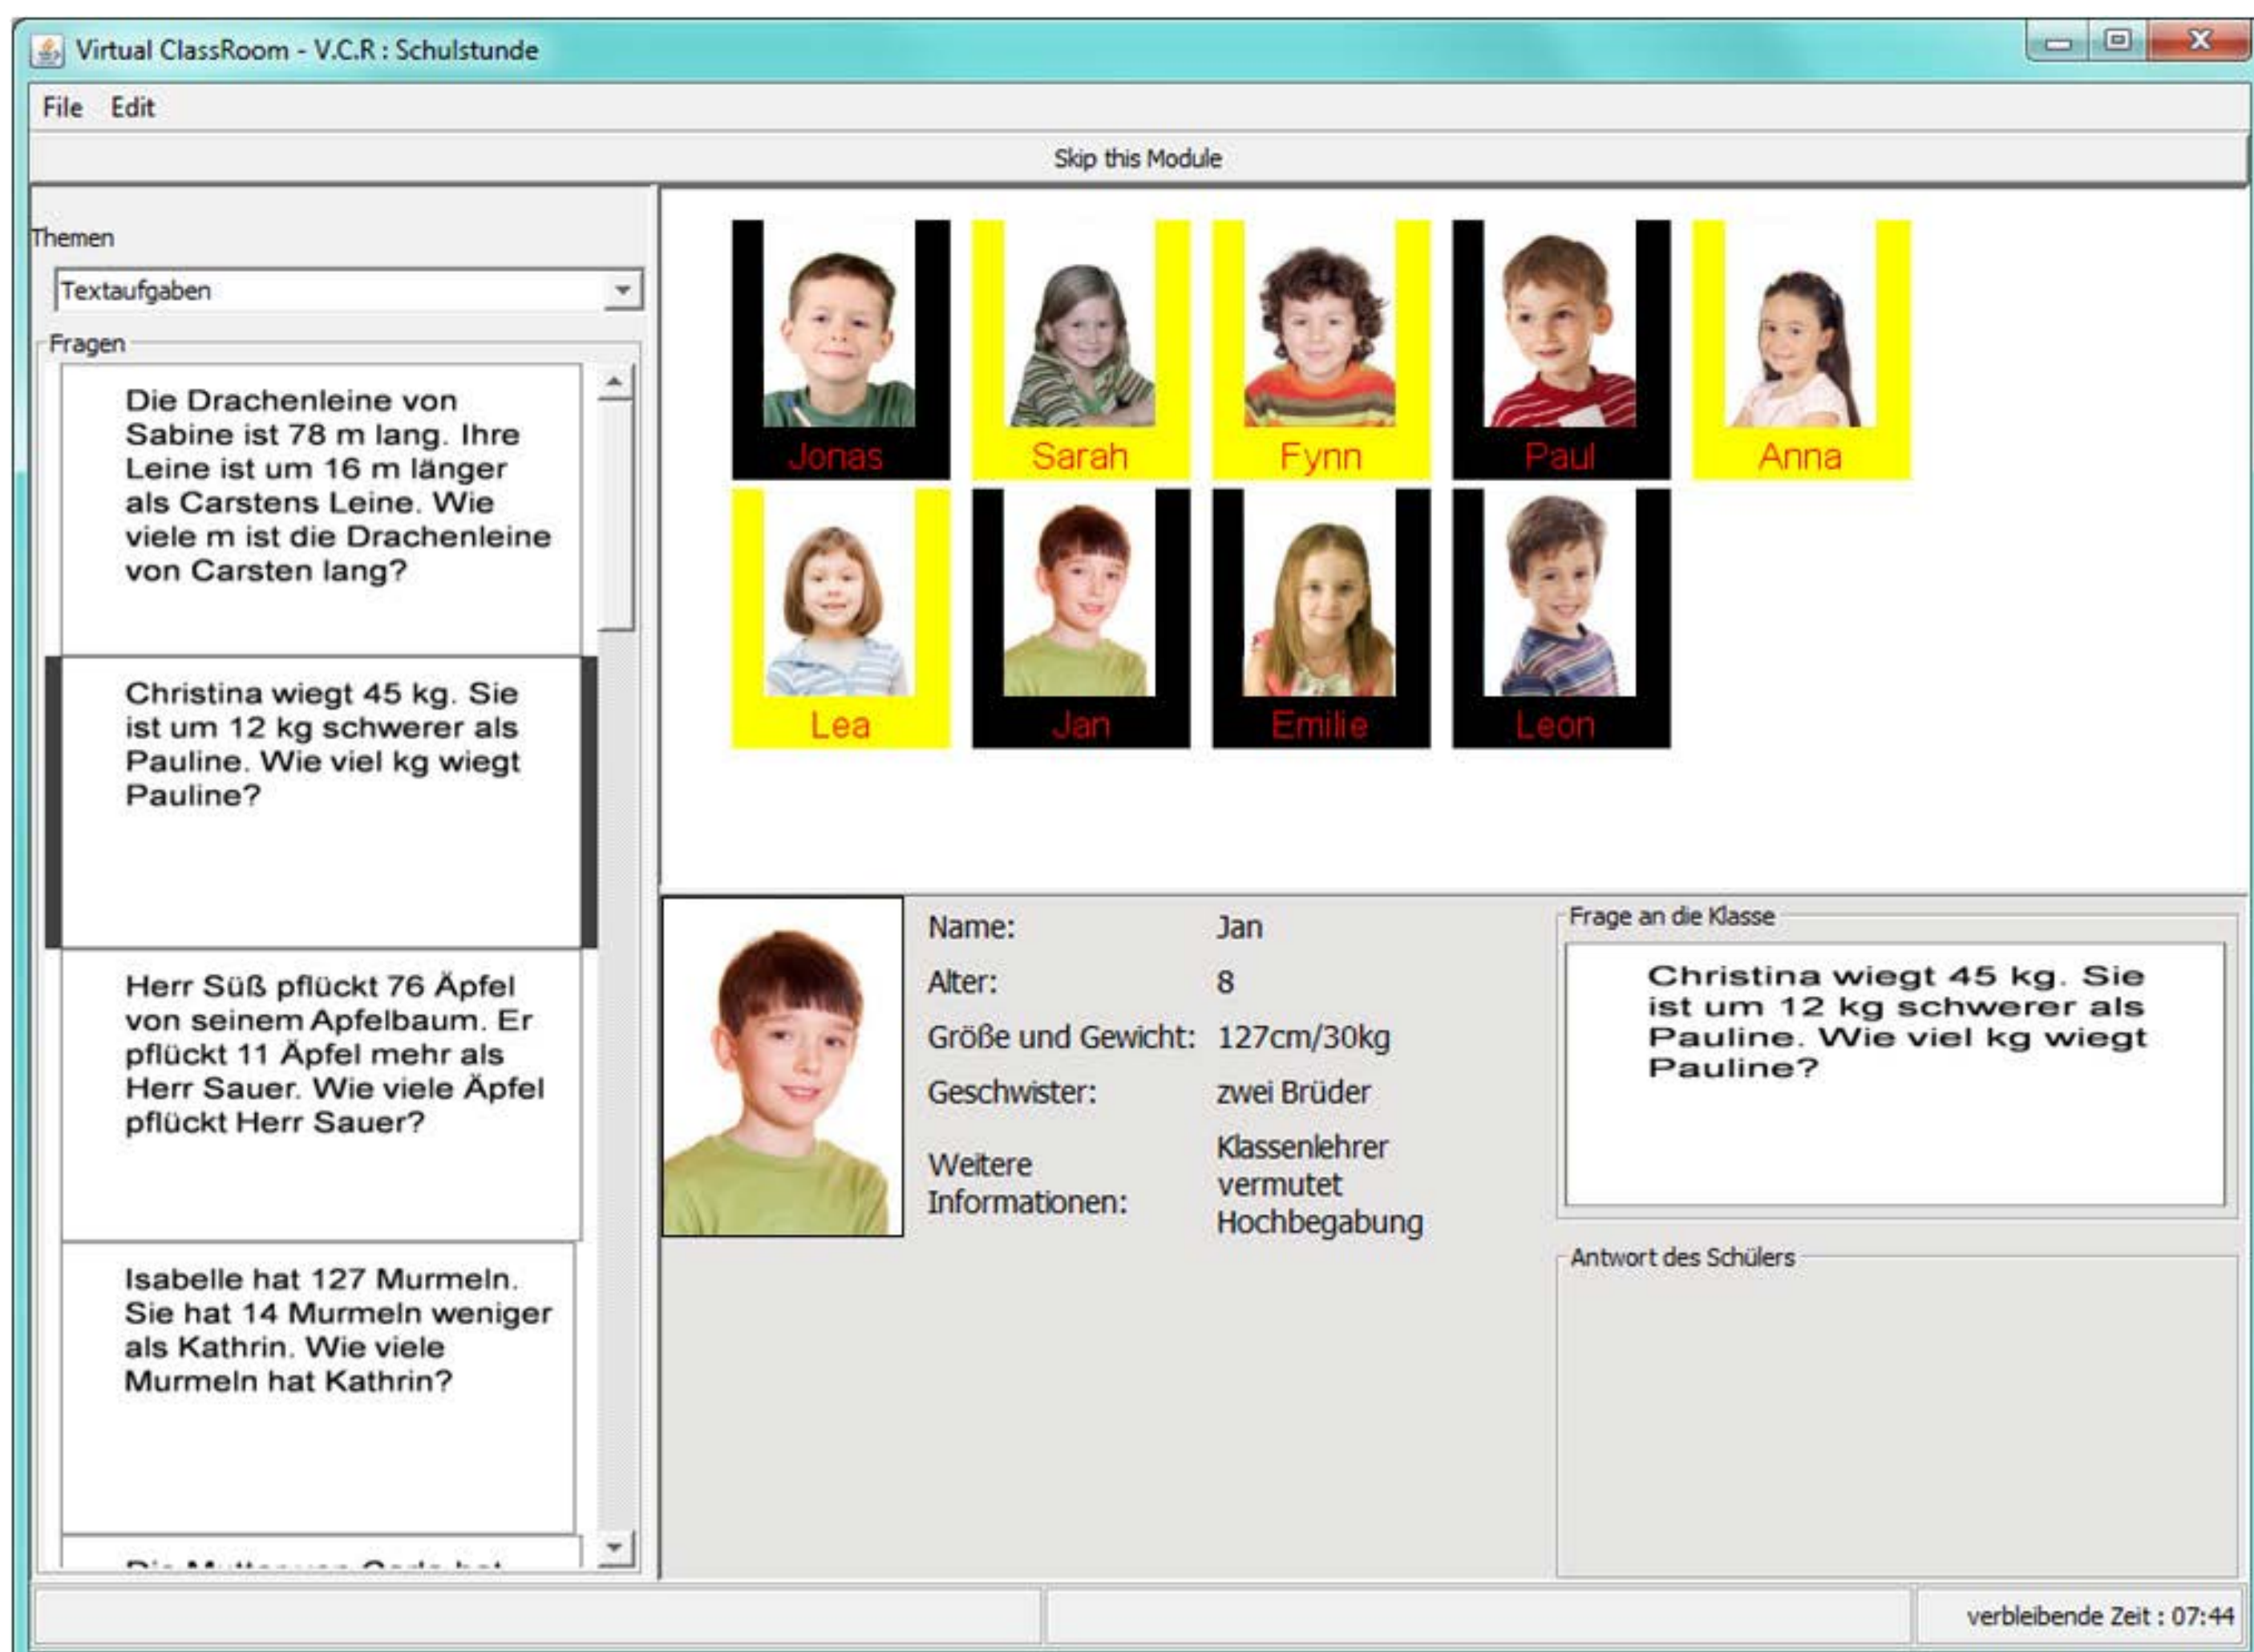 Virtual ClassRoom - V.C.R : Schulstunde
File Edit
Skip this Module
Themen
Textaufgaben
Fragen
Die Drachenleine von
Sabine ist 78 m lang. Ihre
Leine ist um 16 m länger
als Carstens Leine. Wie
viele m ist die Drachenleine
von Carsten lang?
Christina wiegt 45 kg. Sie
ist um 12 kg schwerer als
Pauline. Wie viel kg wiegt
Pauline?
Herr Süß pflückt 76 Äpfel
von seinem Apfelbaum. Er
pflückt 11 Äpfel mehr als
Herr Sauer. Wie viele Äpfel
pflückt Herr Sauer?
Isabelle hat 127 Murmeln.
Sie hat 14 Murmeln weniger
als Kathrin. Wie viele
Murmeln hat Kathrin?
Jonas Sarah Fynn Paul Anna
Lea Jan Emilie Leon
Name: Jan
Alter: 8
Größe und Gewicht: 127cm/30kg
Geschwister: zwei Brüder
Weitere
Informationen:
Klassenlehrer
vermutet
Hochbegabung
Frage an die Klasse
Christina wiegt 45 kg. Sie
ist um 12 kg schwerer als
Pauline. Wie viel kg wiegt
Pauline?
Antwort des Schülers
verbleibende Zeit : 07:44